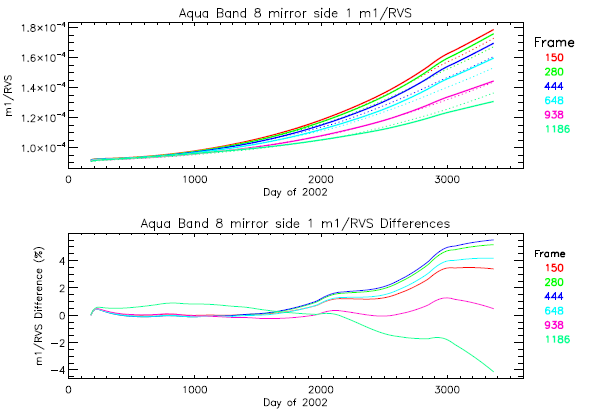 Aqua Band 8 mirror side 1 m1/RVS
1.8×10⁻⁴
1.6×10⁻⁴
1.4×10⁻⁴
1.2×10⁻⁴
1.0×10⁻⁴
m1/RVS
0 1000 2000 3000
Day of 2002
Frame
150
280
444
648
938
1186
Aqua Band 8 mirror side 1 m1/RVS Differences
4
2
0
−2
−4
m1/RVS Difference (%)
0 1000 2000 3000
Day of 2002
Frame
150
280
444
648
938
1186